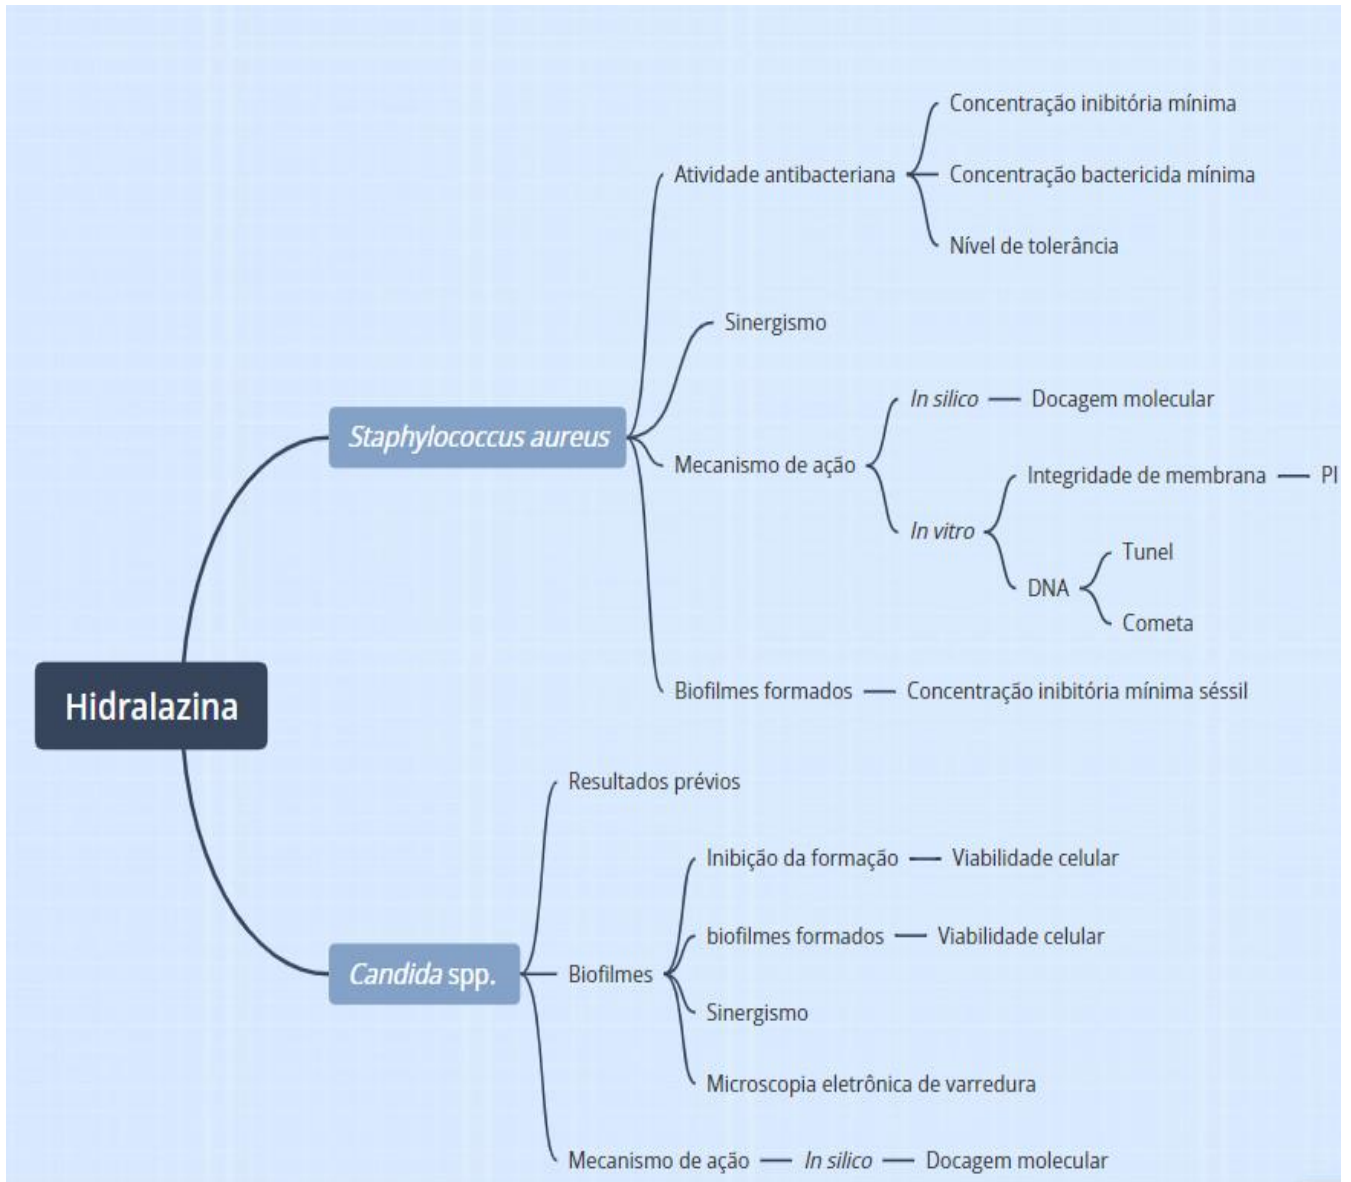 Hidralazina
Staphylococcus aureus
Atividade antibacteriana
Concentração inibitória mínima
Concentração bactericida mínima
Nível de tolerância
Sinergismo
Mecanismo de ação
In silico
Docagem molecular
In vitro
Integridade de membrana
PI
DNA
Tunel
Cometa
Biofilmes formados
Concentração inibitória mínima séssil
Candida spp.
Resultados prévios
Biofilmes
Inibição da formação
Viabilidade celular
biofilmes formados
Viabilidade celular
Sinergismo
Microscopia eletrônica de varredura
Mecanismo de ação
In silico
Docagem molecular